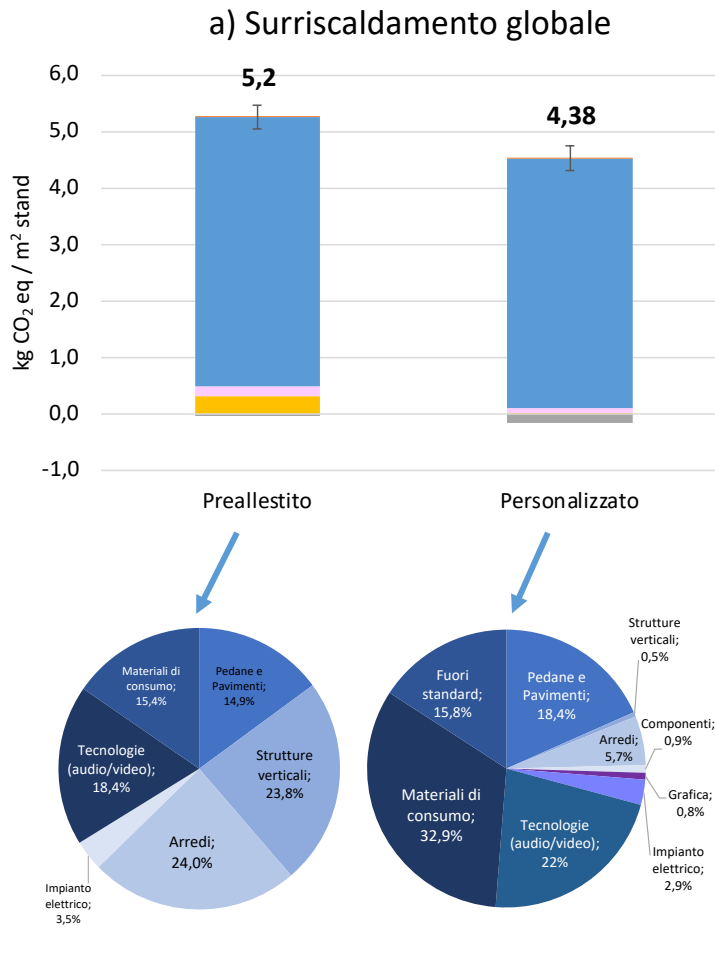 a) Surriscaldamento globale
kg CO₂ eq / m² stand
6,0
5,0
4,0
3,0
2,0
1,0
0,0
-1,0
5,2
4,38
Preallestito
Personalizzato
Materiali di
consumo;
15,4%
Pedane e
Pavimenti;
14,9%
Tecnologie
(audio/video);
18,4%
Strutture
verticali;
23,8%
Arredi;
24,0%
Impianto
elettrico;
3,5%
Strutture
verticali;
0,5%
Fuori
standard;
15,8%
Pedane e
Pavimenti;
18,4%
Componenti;
0,9%
Arredi;
5,7%
Grafica;
0,8%
Materiali di
consumo;
32,9%
Tecnologie
(audio/video);
22%
Impianto
elettrico;
2,9%